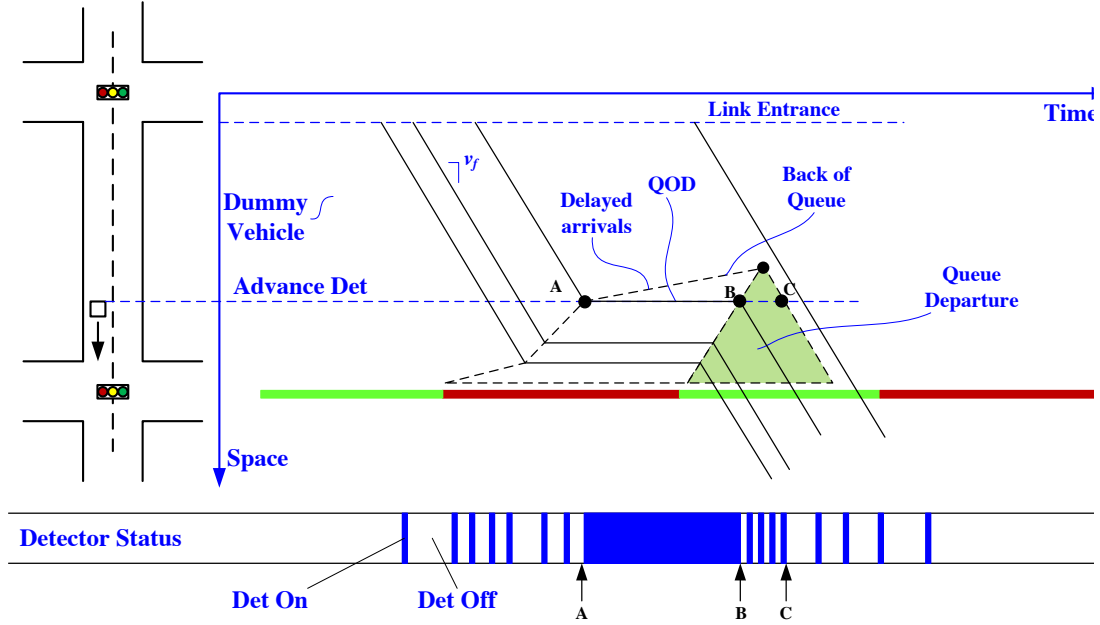 Link Entrance
Time
v_f
Back of
Queue
QOD
Delayed
arrivals
Dummy
Vehicle
Advance Det
A
B
C
Queue
Departure
Space
Detector Status
Det On
Det Off
A
B
C